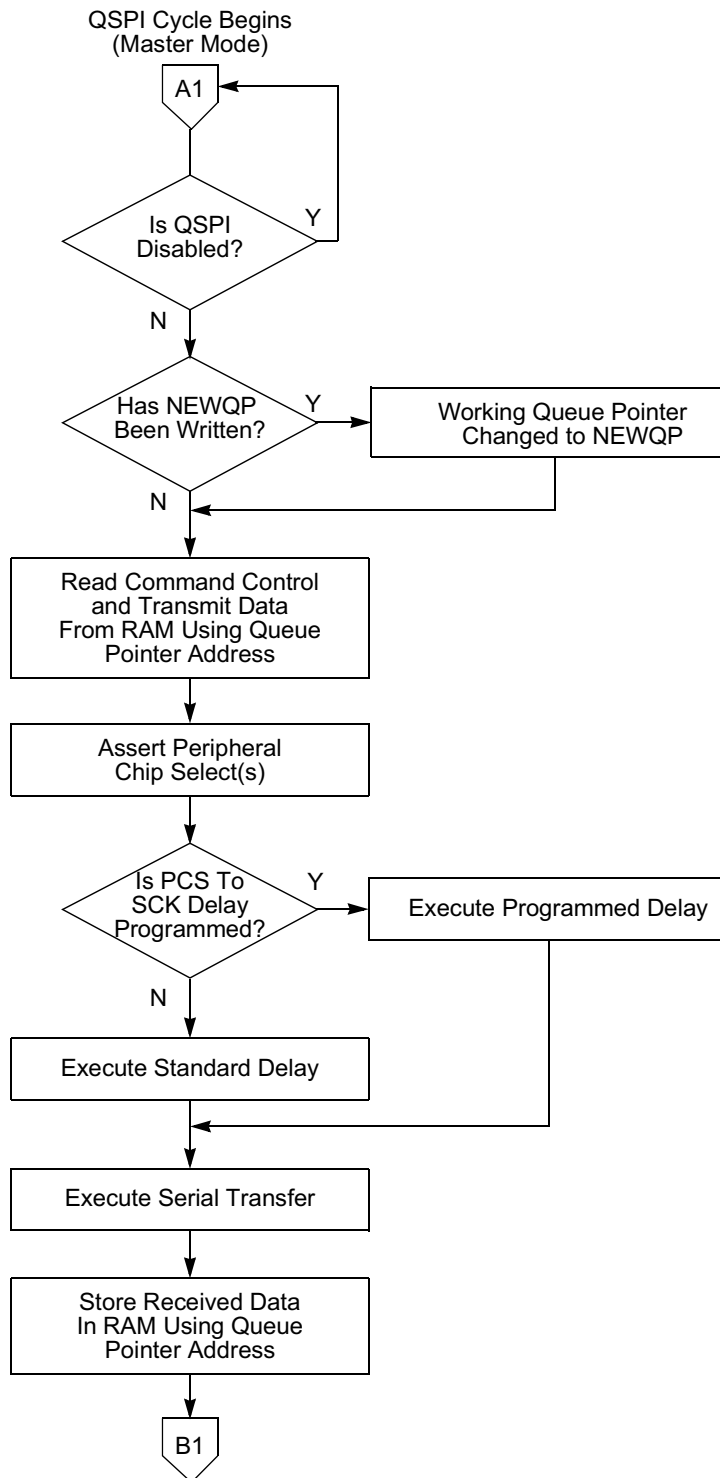 QSPI Cycle Begins
(Master Mode)
A1
Is QSPI
Disabled?
Y
N
Has NEWQP
Been Written?
Y
Working Queue Pointer
Changed to NEWQP
N
Read Command Control
and Transmit Data
From RAM Using Queue
Pointer Address
Assert Peripheral
Chip Select(s)
Is PCS To
SCK Delay
Programmed?
Y
Execute Programmed Delay
N
Execute Standard Delay
Execute Serial Transfer
Store Received Data
In RAM Using Queue
Pointer Address
B1